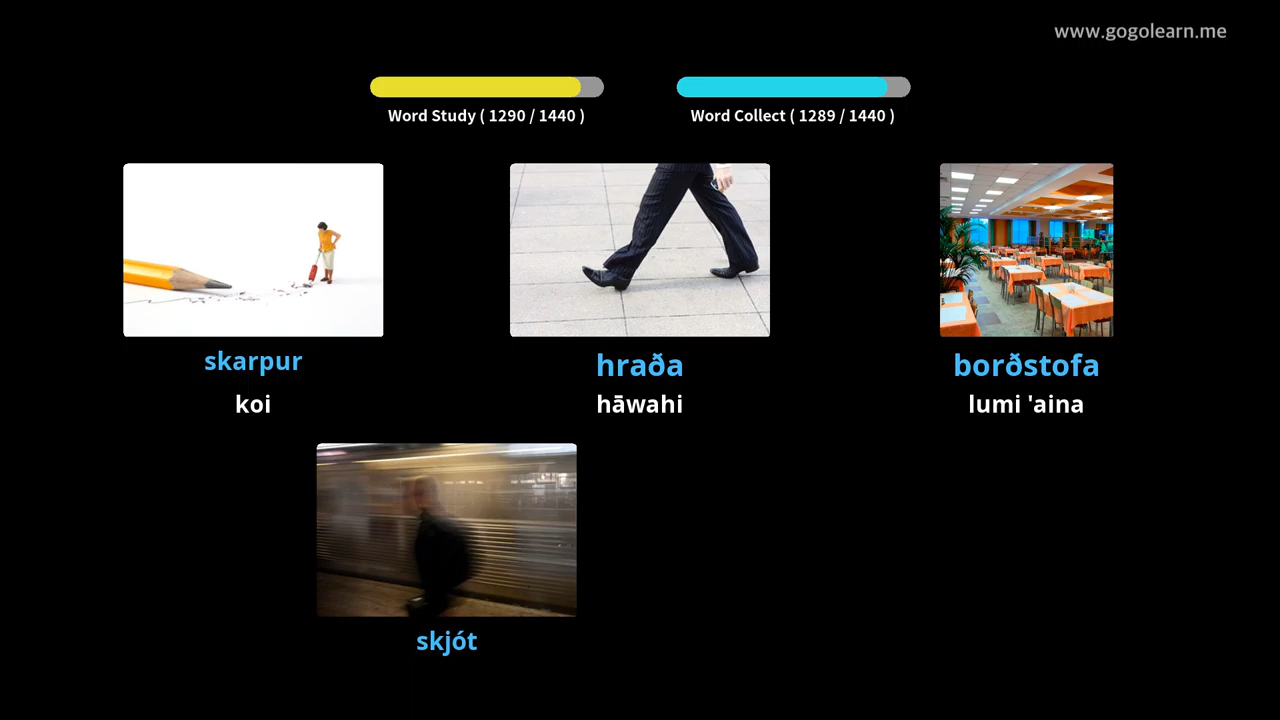 www.gogolearn.me
Word Study ( 1290 / 1440 )
Word Collect ( 1289 / 1440 )
skarpur
hraða
borðstofa
koi
hāwahi
lumi 'aina
skjót